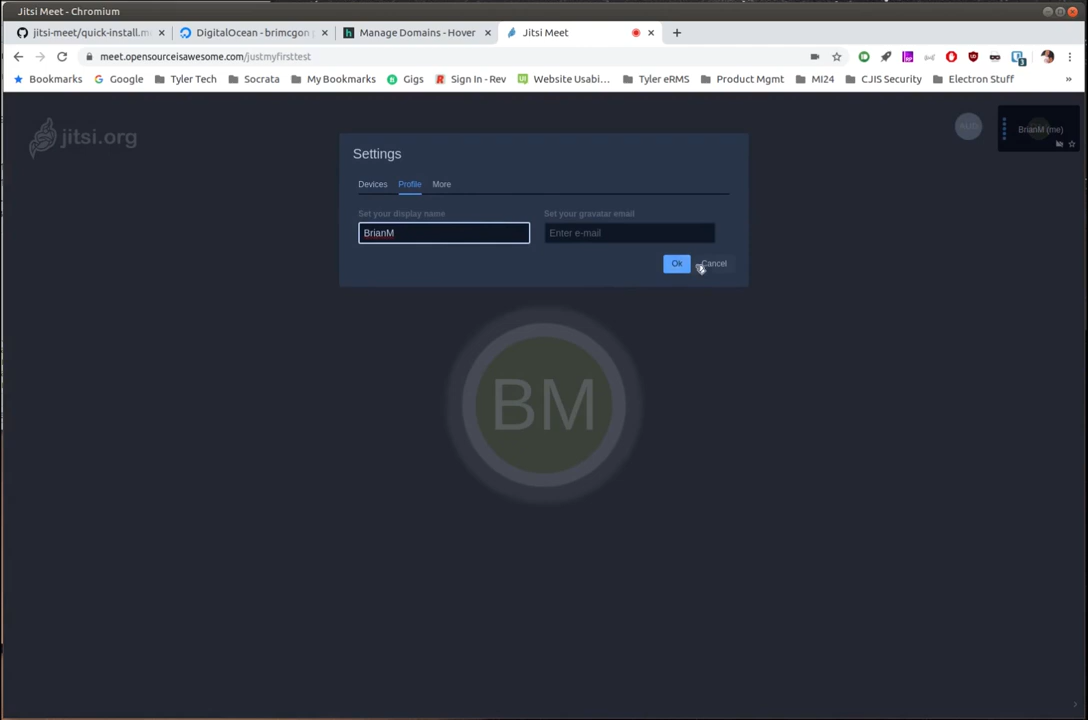 Jitsi Meet - Chromium
jitsi-meet/quick-install.m
DigitalOcean - brimcgon
Manage Domains - Hover
Jitsi Meet
meet.opensourceisawesome.com/justmyfirsttest
Bookmarks
Google
Tyler Tech
Socrata
My Bookmarks
Gigs
Sign In - Rev
Website Usabi...
Tyler eRMS
Product Mgmt
MI24
CJIS Security
Electron Stuff
jitsi.org
BrianM (me)
Settings
Devices Profile More
Set your display name Set your gravatar email
BrianM Enter e-mail
Ok Cancel
BM